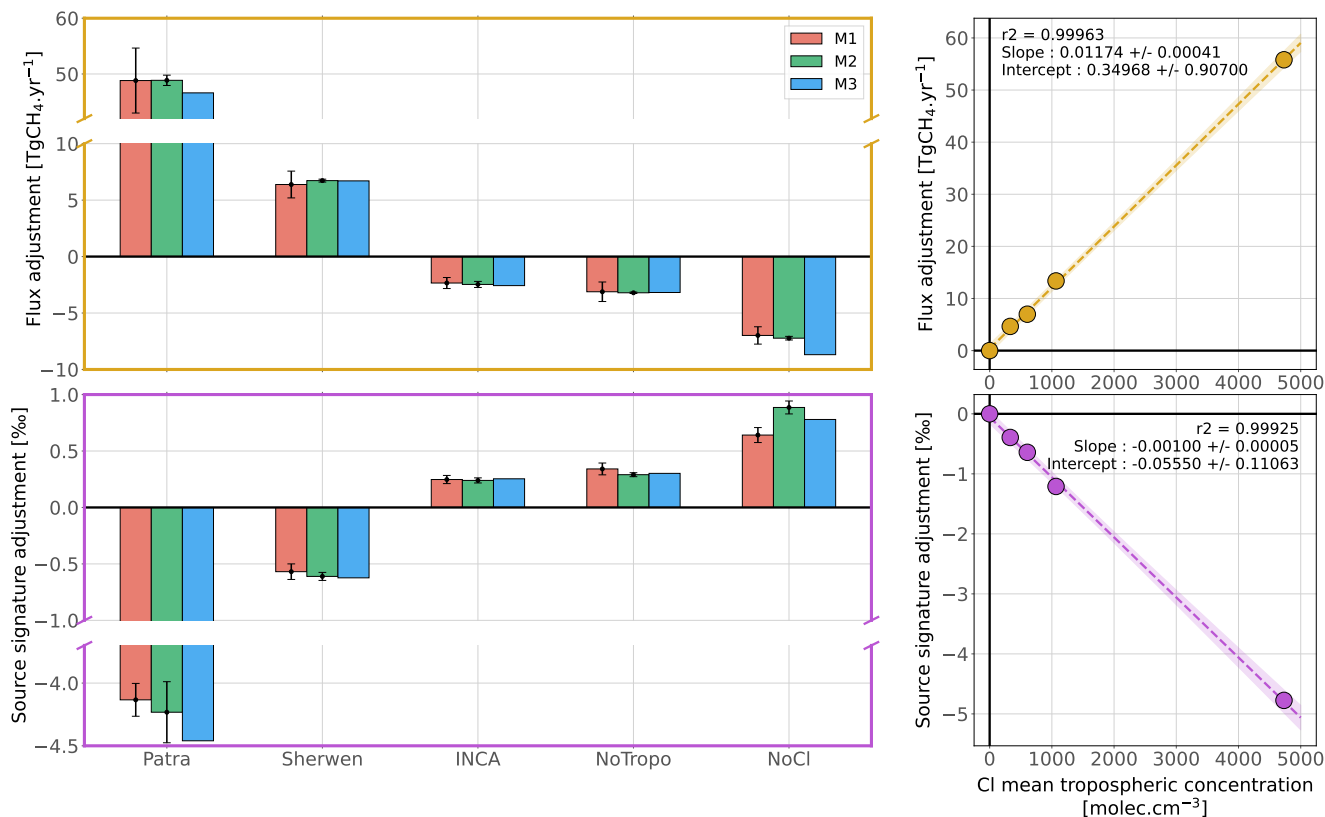 Flux adjustment [TgCH₄.yr⁻¹]
60
50
10
5
0
−5
−10
M1
M2
M3
Source signature adjustment [‰]
1.0
0.5
0.0
−0.5
−1.0
−4.0
−4.5
Patra Sherwen INCA NoTropo NoCl
Flux adjustment [TgCH₄.yr⁻¹]
60
50
40
30
20
10
0
r2 = 0.99963
Slope : 0.01174 +/- 0.00041
Intercept : 0.34968 +/- 0.90700
0 1000 2000 3000 4000 5000
Source signature adjustment [‰]
0
−1
−2
−3
−4
−5
r2 = 0.99925
Slope : -0.00100 +/- 0.00005
Intercept : -0.05550 +/- 0.11063
0 1000 2000 3000 4000 5000
Cl mean tropospheric concentration
[molec.cm⁻³]